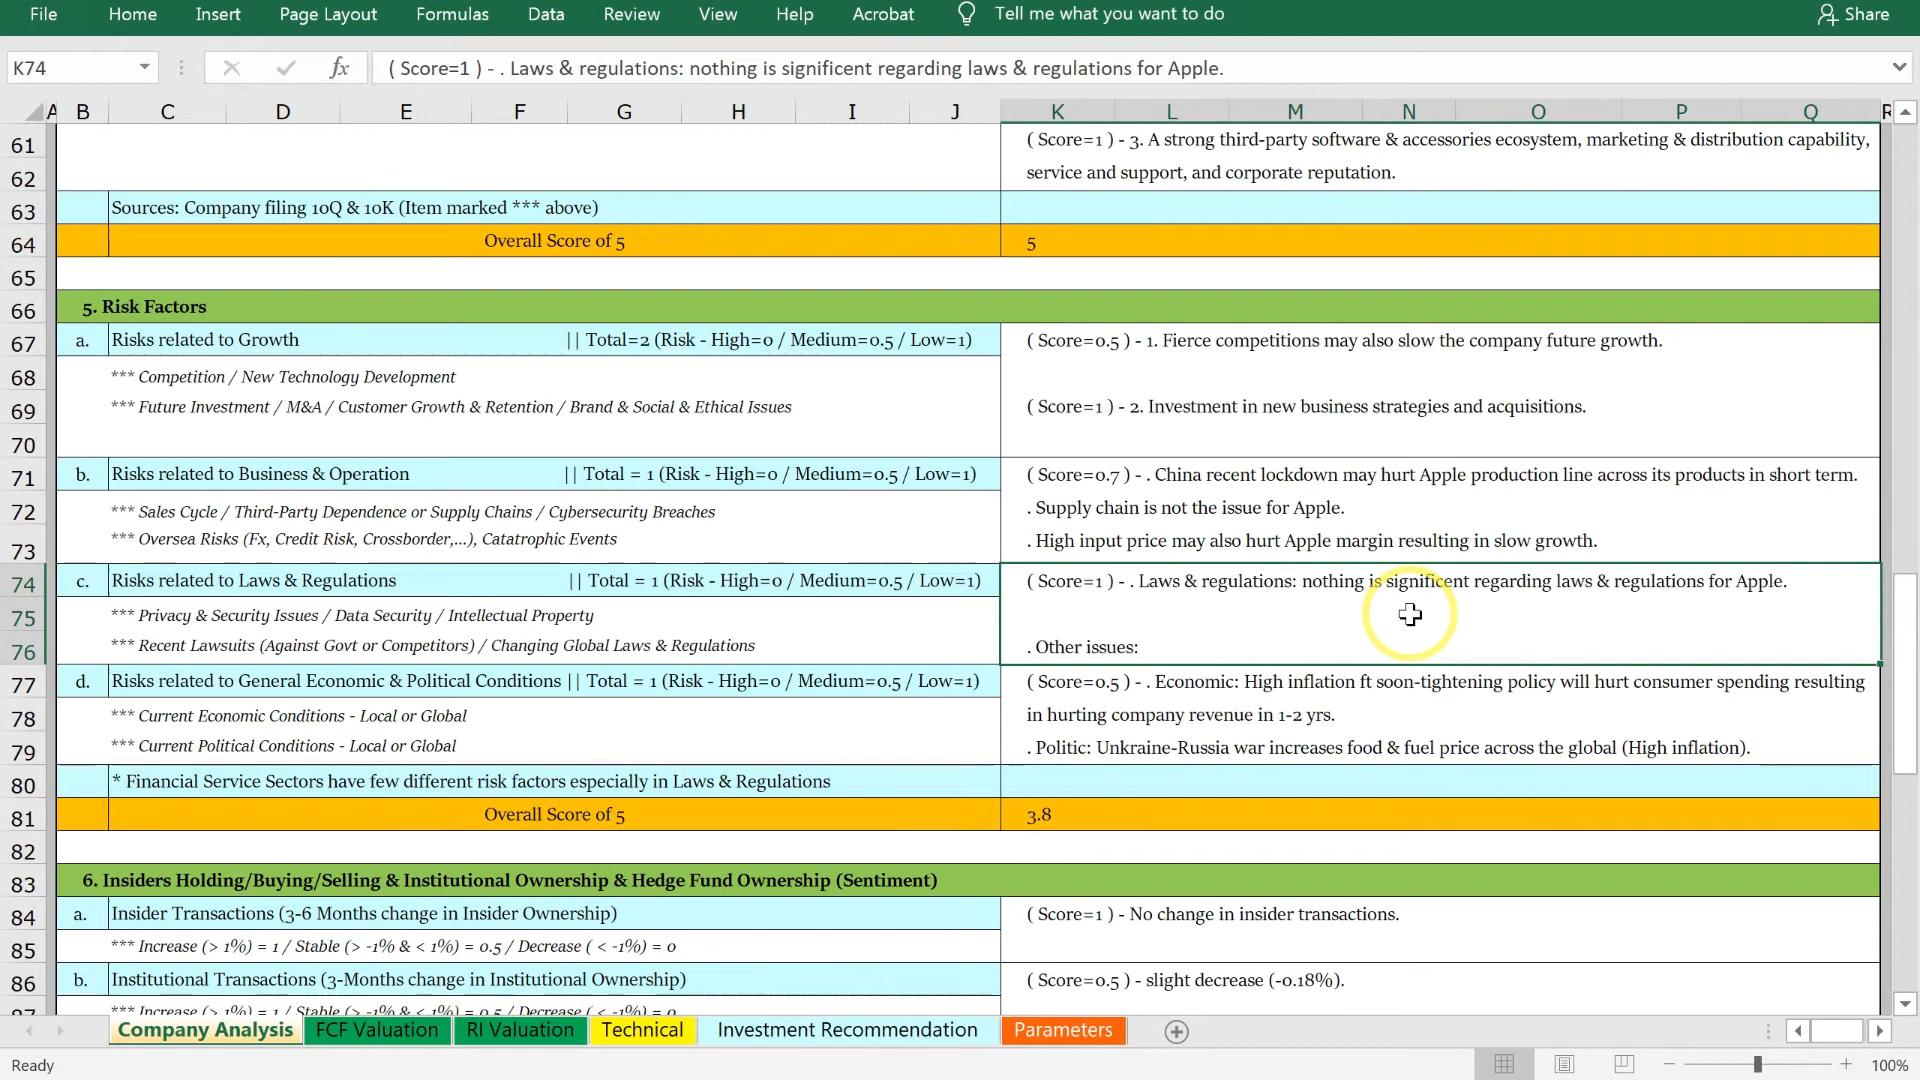 File Home Insert Page Layout Formulas Data Review View Help Acrobat Tell me what you want to do Share
K74 fx ( Score=1 ) - . Laws & regulations: nothing is significent regarding laws & regulations for Apple.
A B C D E F G H I J K L M N O P Q R
61 ( Score=1 ) - 3. A strong third-party software & accessories ecosystem, marketing & distribution capability,
62 service and support, and corporate reputation.
63 Sources: Company filing 10Q & 10K (Item marked *** above)
64 Overall Score of 5 5
65
66 5. Risk Factors
67 a. Risks related to Growth || Total=2 (Risk - High=0 / Medium=0.5 / Low=1) ( Score=0.5 ) - 1. Fierce competitions may also slow the company future growth.
68 *** Competition / New Technology Development
69 *** Future Investment / M&A / Customer Growth & Retention / Brand & Social & Ethical Issues ( Score=1 ) - 2. Investment in new business strategies and acquisitions.
70
71 b. Risks related to Business & Operation || Total = 1 (Risk - High=0 / Medium=0.5 / Low=1) ( Score=0.7 ) - . China recent lockdown may hurt Apple production line across its products in short term.
72 *** Sales Cycle / Third-Party Dependence or Supply Chains / Cybersecurity Breaches . Supply chain is not the issue for Apple.
73 *** Oversea Risks (Fx, Credit Risk, Crossborder,...), Catatrophic Events . High input price may also hurt Apple margin resulting in slow growth.
74 c. Risks related to Laws & Regulations || Total = 1 (Risk - High=0 / Medium=0.5 / Low=1) ( Score=1 ) - . Laws & regulations: nothing is significent regarding laws & regulations for Apple.
75 *** Privacy & Security Issues / Data Security / Intellectual Property
76 *** Recent Lawsuits (Against Govt or Competitors) / Changing Global Laws & Regulations . Other issues:
77 d. Risks related to General Economic & Political Conditions || Total = 1 (Risk - High=0 / Medium=0.5 / Low=1) ( Score=0.5 ) - . Economic: High inflation ft soon-tightening policy will hurt consumer spending resulting
78 *** Current Economic Conditions - Local or Global in hurting company revenue in 1-2 yrs.
79 *** Current Political Conditions - Local or Global . Politic: Unkraine-Russia war increases food & fuel price across the global (High inflation).
80 * Financial Service Sectors have few different risk factors especially in Laws & Regulations
81 Overall Score of 5 3.8
82
83 6. Insiders Holding/Buying/Selling & Institutional Ownership & Hedge Fund Ownership (Sentiment)
84 a. Insider Transactions (3-6 Months change in Insider Ownership) ( Score=1 ) - No change in insider transactions.
85 *** Increase (> 1%) = 1 / Stable (> -1% & < 1%) = 0.5 / Decrease ( < -1%) = 0
86 b. Institutional Transactions (3-Months change in Institutional Ownership) ( Score=0.5 ) - slight decrease (-0.18%).
87 *** Increase (> 1%) = 1 / Stable (> -1% & < 1%) = 0.5 / Decrease ( < -1%) = 0
Company Analysis FCF Valuation RI Valuation Technical Investment Recommendation Parameters
Ready 100%